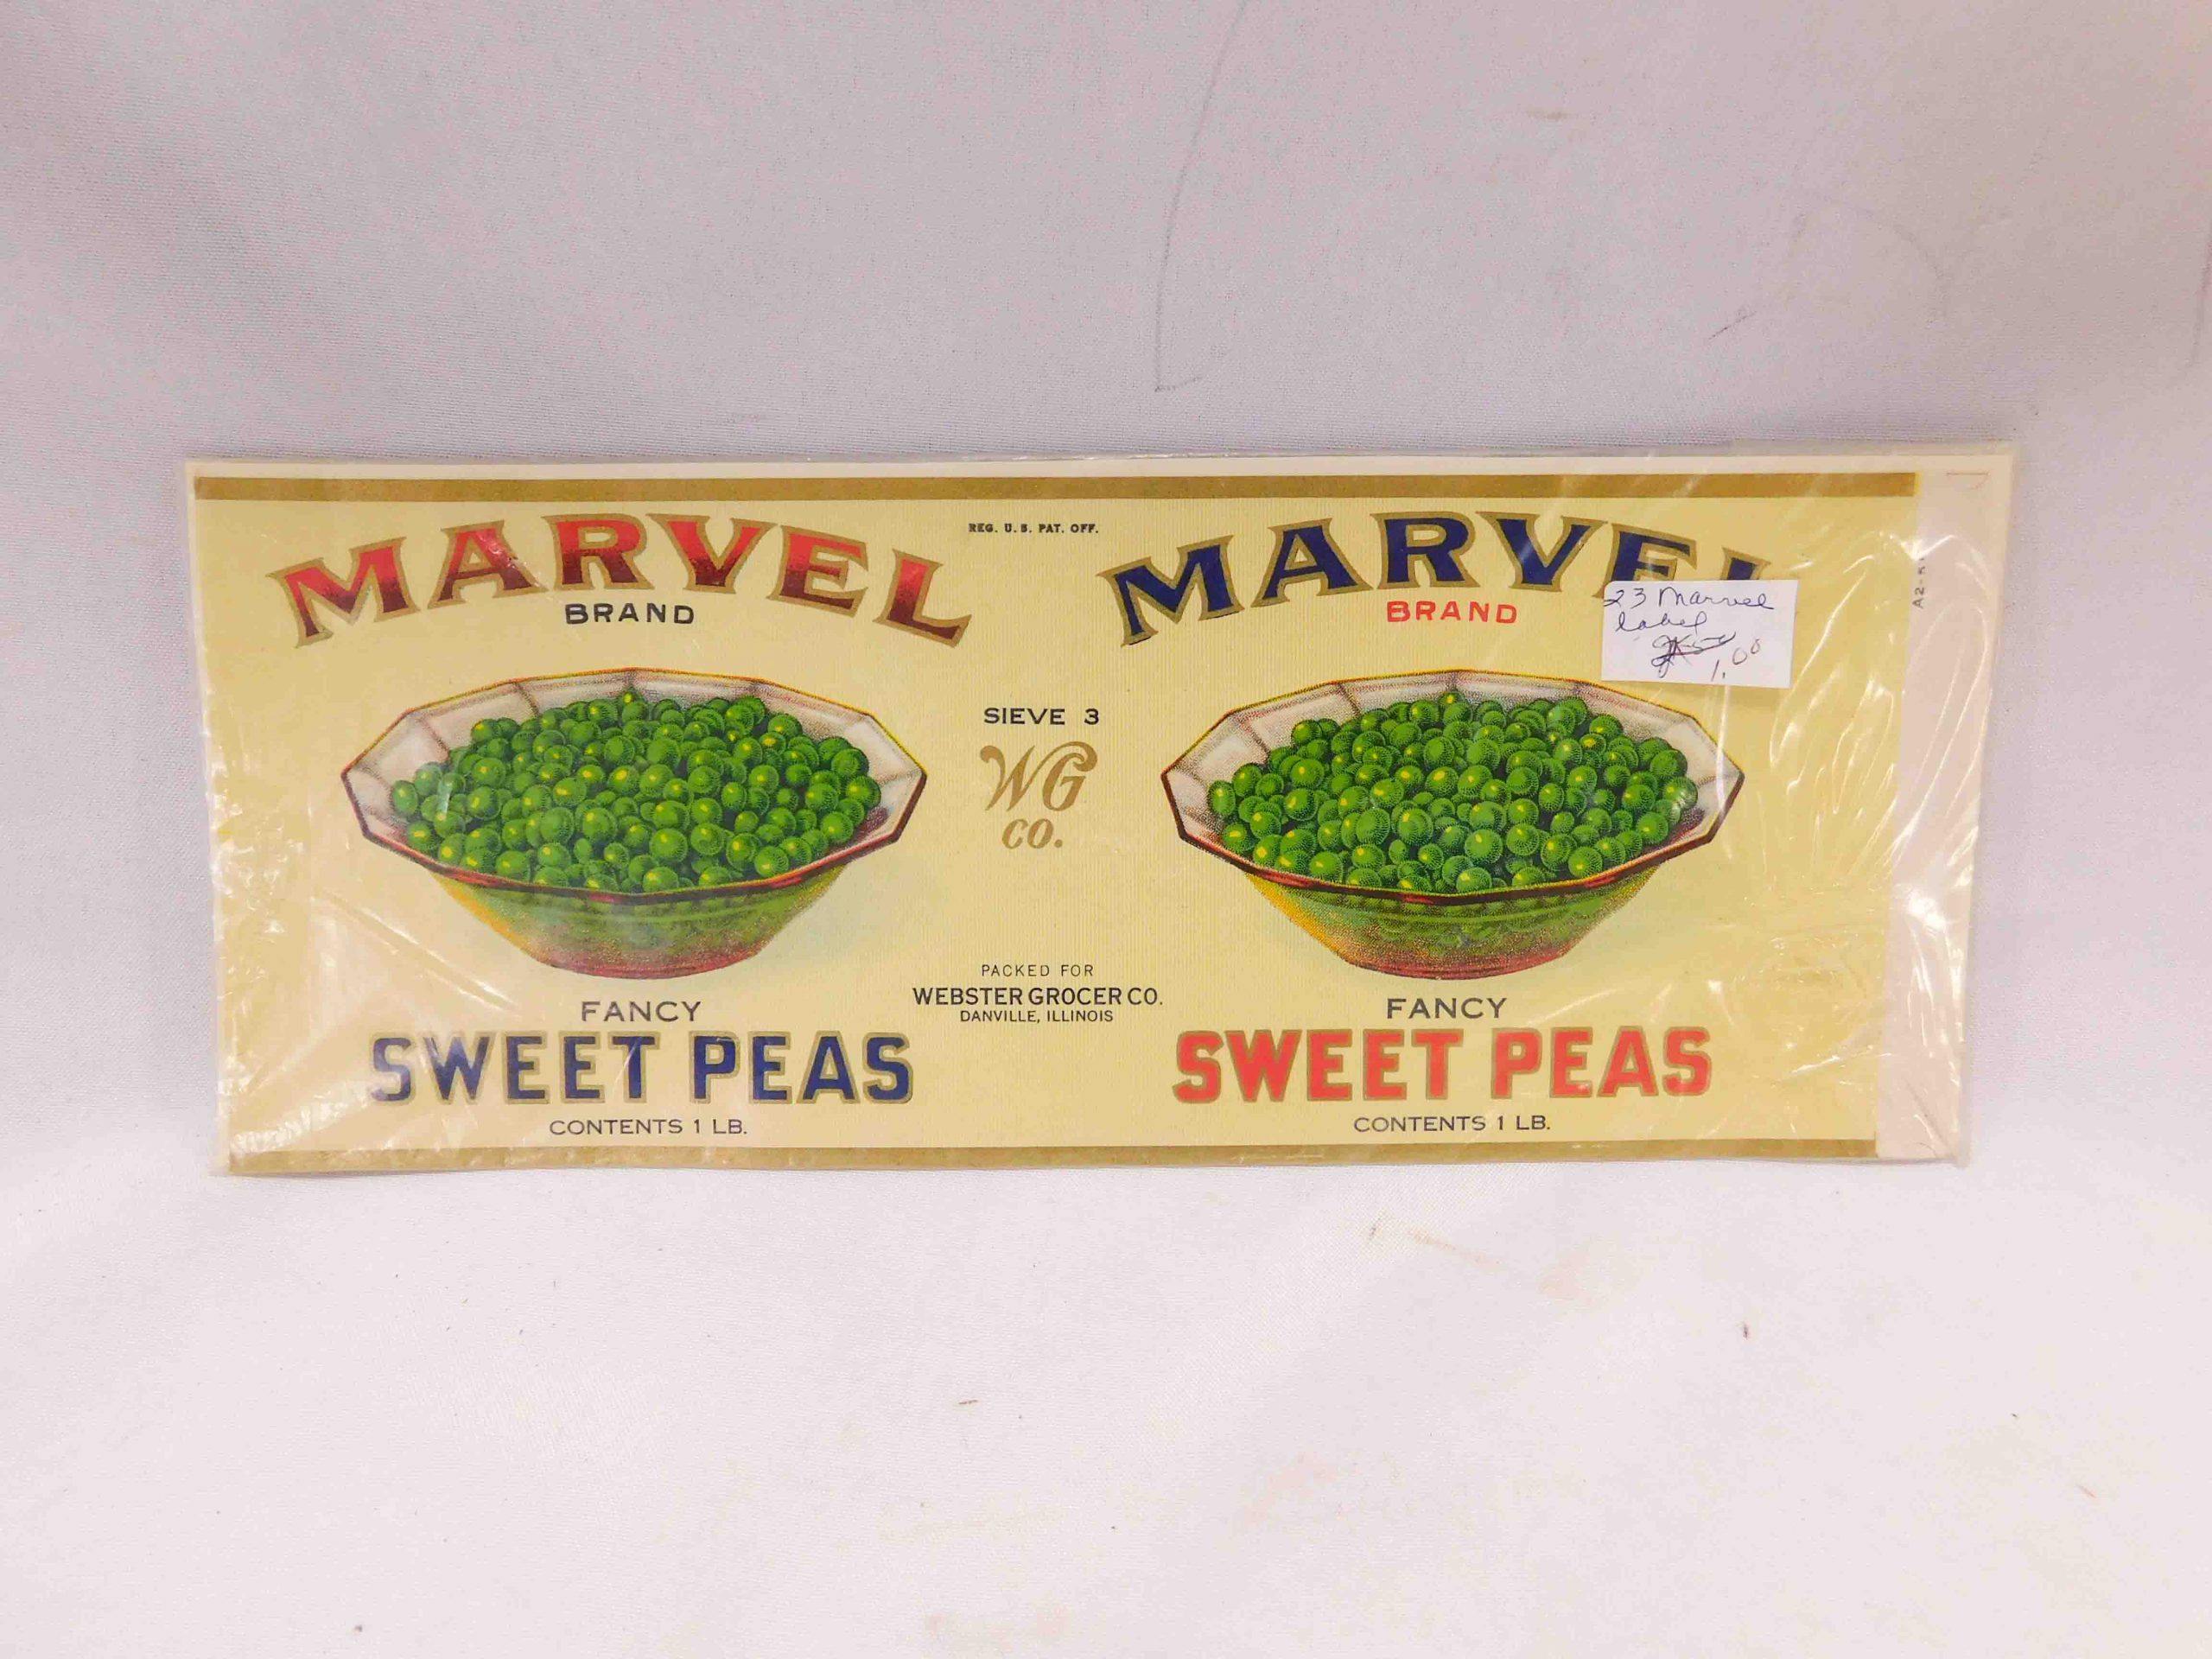 MARVEL
BRAND
FANCY
SWEET PEAS
CONTENTS 1 LB.
REG. U. S. PAT. OFF.
SIEVE 3
WG
CO.
PACKED FOR
WEBSTER GROCER CO.
DANVILLE, ILLINOIS
MARVEL
BRAND
FANCY
SWEET PEAS
CONTENTS 1 LB.
23 Marvel
label
1.00